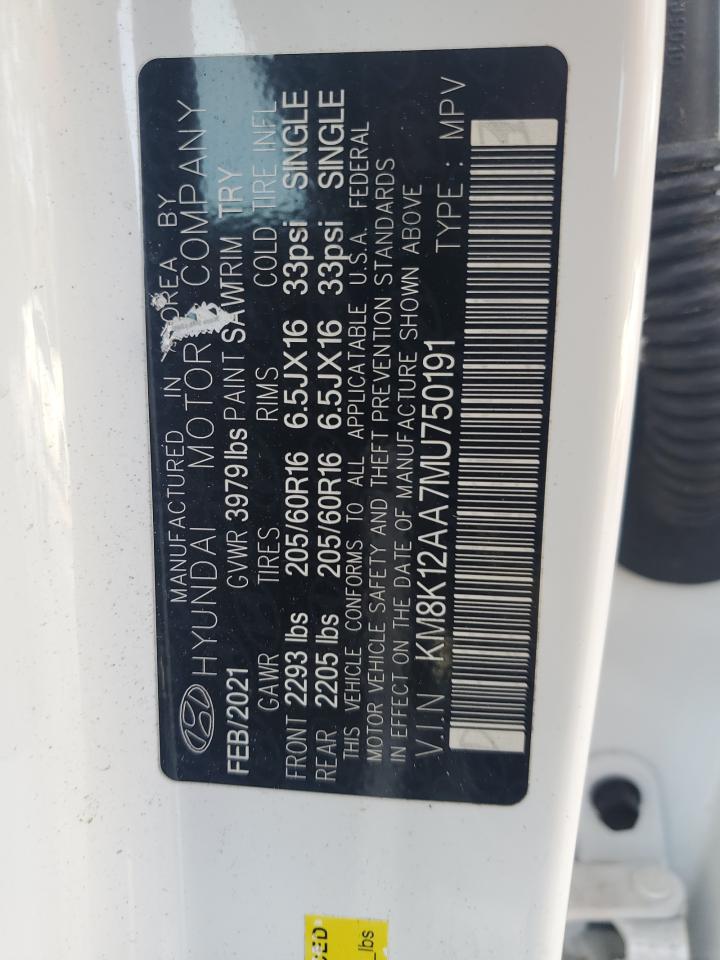 MANUFACTURED IN KOREA BY
HYUNDAI MOTOR COMPANY
FEB/2021 GVWR 3979lbs PAINT SAW TRIM TRY
GAWR TIRES RIMS COLD TIRE INFL
FRONT 2293 lbs 205/60R16 6.5JX16 33psi SINGLE
REAR 2205 lbs 205/60R16 6.5JX16 33psi SINGLE
THIS VEHICLE CONFORMS TO ALL APPLICATABLE U.S.A. FEDERAL
MOTOR VEHICLE SAFETY AND THEFT PREVENTION STANDARDS
IN EFFECT ON THE DATE OF MANUFACTURE SHOWN ABOVE
V.I.N KM8K12AA7MU750191 TYPE : MPV
lbs